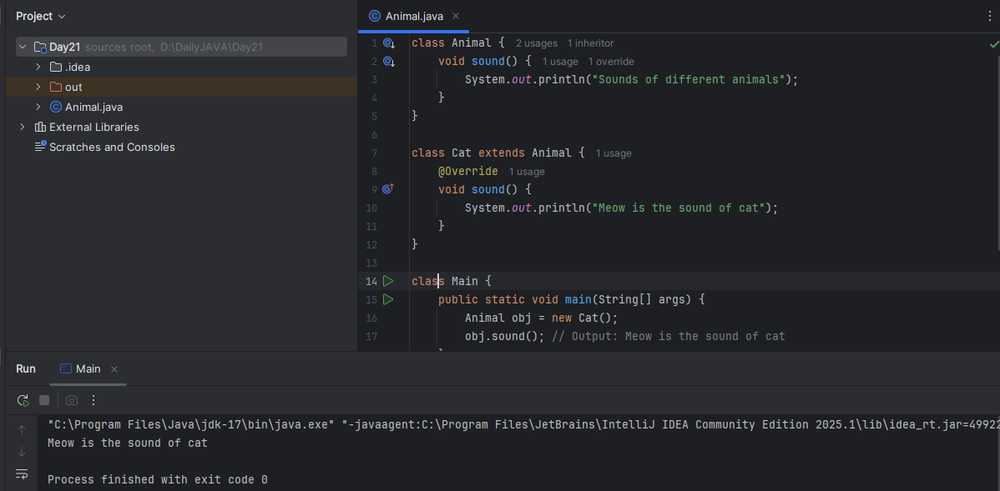 Project
Day21 sources root, D:\DailyJAVA\Day21
.idea
out
Animal.java
External Libraries
Scratches and Consoles
Animal.java
1 class Animal { 2 usages 1 inheritor
2 void sound() { 1 usage 1 override
3 System.out.println("Sounds of different animals");
4 }
5 }
6
7 class Cat extends Animal { 1 usage
8 @Override 1 usage
9 void sound() {
10 System.out.println("Meow is the sound of cat");
11 }
12 }
13
14 class Main {
15 public static void main(String[] args) {
16 Animal obj = new Cat();
17 obj.sound(); // Output: Meow is the sound of cat
Run Main
"C:\Program Files\Java\jdk-17\bin\java.exe" "-javaagent:C:\Program Files\JetBrains\IntelliJ IDEA Community Edition 2025.1\lib\idea_rt.jar=49922
Meow is the sound of cat
Process finished with exit code 0